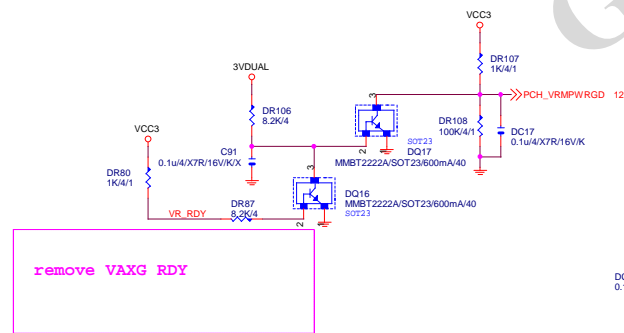 VCC3
DR107
1K/4/1
3VDUAL
PCH_VRMPWRGD 12
DR106
8.2K/4
3
DR108
100K/4/1
DC17
0.1u/4/X7R/16V/K
VCC3
SOT23
2
1
DQ17
C91
0.1u/4/X7R/16V/K/X
MMBT2222A/SOT23/600mA/40
3
DR80
1K/4/1
DQ16
MMBT2222A/SOT23/600mA/40
SOT23
VR_RDY
DR87
8.2K/4
2
1
remove VAXG RDY